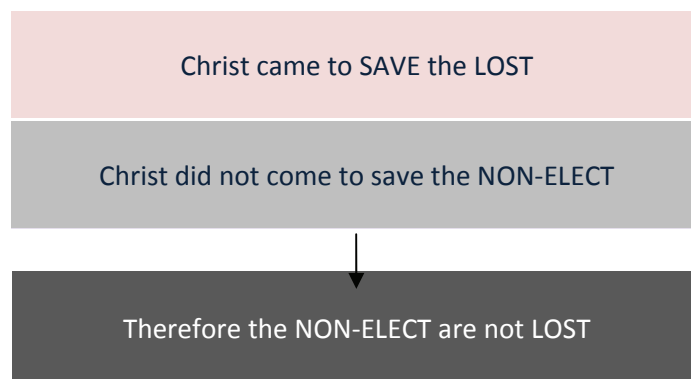 Christ came to SAVE the LOST
Christ did not come to save the NON-ELECT
Therefore the NON-ELECT are not LOST